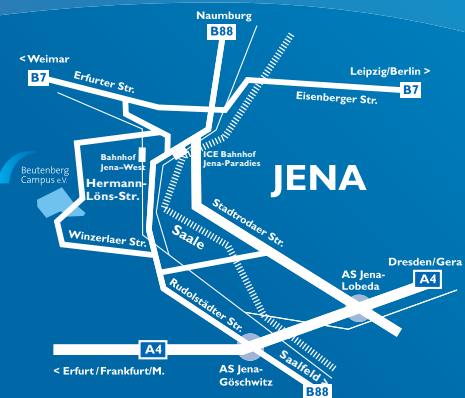 Naumburg
B88
< Weimar
B7
Erfurter Str.
Leipzig/Berlin >
B7
Eisenberger Str.
Bahnhof
Jena–West
ICE Bahnhof
Jena-Paradies
Beutenberg
Campus e.V.
Hermann-
Löns-Str.
JENA
Stadtrodaer Str.
Winzerlaer Str.
Saale
Dresden/Gera
A4
AS Jena-
Lobeda
Rudolstädter Str.
A4
< Erfurt / Frankfurt/M.
AS Jena-
Göschwitz
Saalfeld >
B88